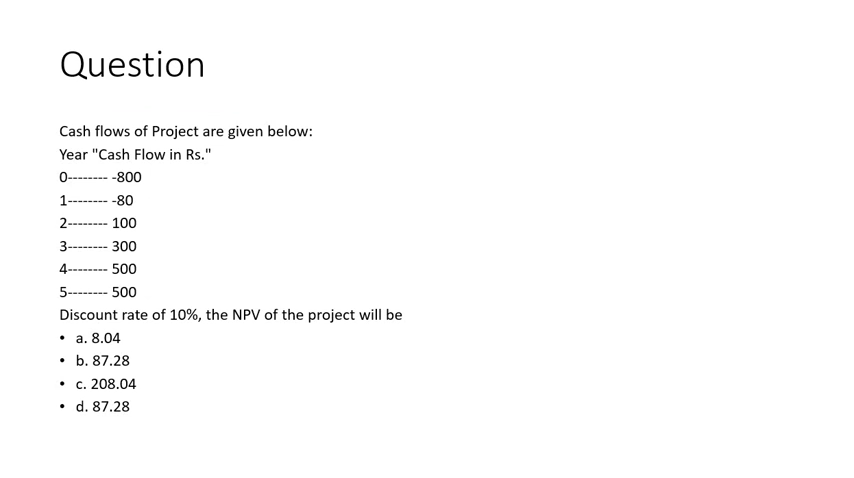 Question
Cash flows of Project are given below:
Year "Cash Flow in Rs."
0-------- -800
1-------- -80
2-------- 100
3-------- 300
4-------- 500
5-------- 500
Discount rate of 10%, the NPV of the project will be
• a. 8.04
• b. 87.28
• c. 208.04
• d. 87.28